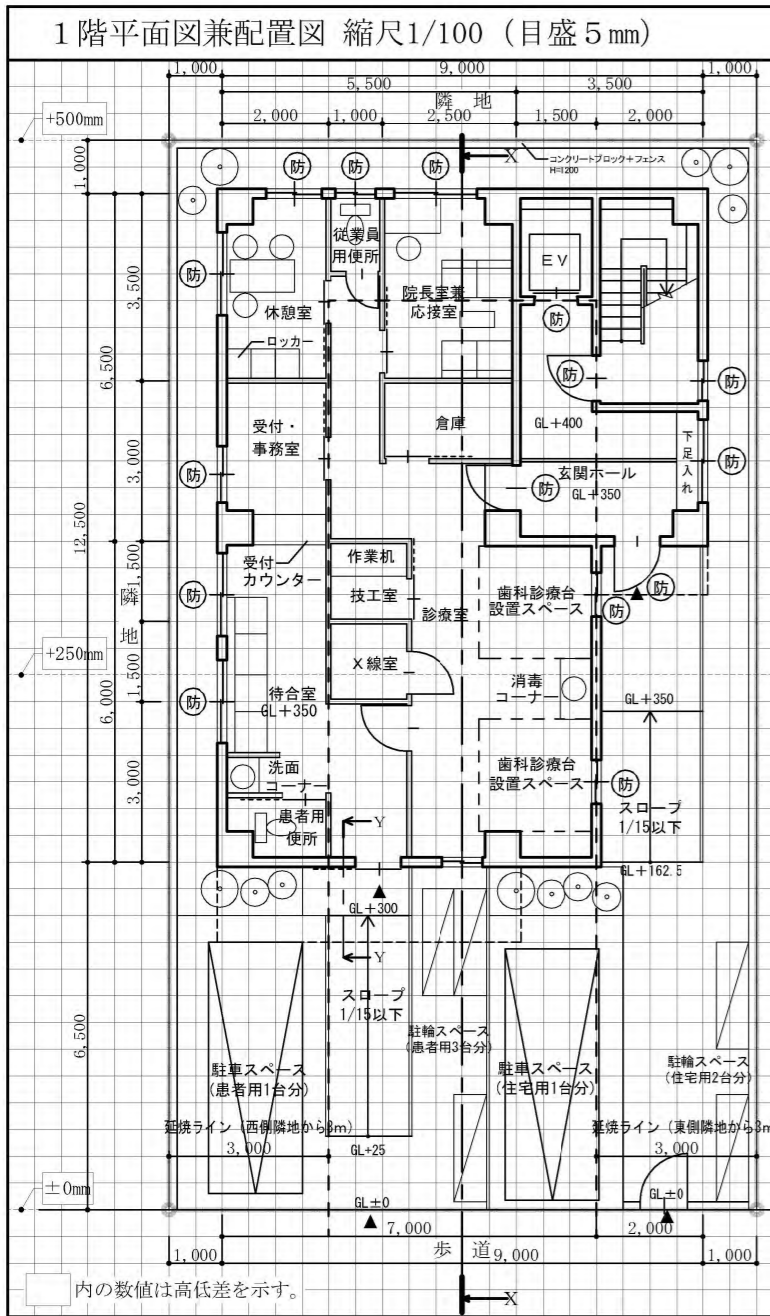 1階平面図兼配置図 縮尺1/100 (目盛5mm)
1,000
9,000
1,000
5,500
3,500
隣 地
2,000
1,000
2,500
1,500
2,000
+500mm
X
コンクリートブロック+フェンス
H=1200
1,000
防
防
防
従業員
用便所
EV
防
休憩室
院長室兼
応接室
3,500
防
ロッカー
防
防
6,500
受付・
事務室
倉庫
GL+400
下足入れ
3,000
防
防
玄関ホール
GL+350
防
12,500
受付
カウンター
作業机
1,500
技工室
診療室
歯科診療台
設置スペース
防
防
防
隣 地
+250mm
X線室
消毒
コーナー
GL+350
1,500
待合室
GL+350
防
6,000
洗面
コーナー
歯科診療台
設置スペース
防
スロープ
1/15以下
3,000
患者用
便所
Y
GL+162.5
GL+300
Y
スロープ
1/15以下
駐輪スペース
(患者用3台分)
6,500
駐車スペース
(患者用1台分)
駐車スペース
(住宅用1台分)
駐輪スペース
(住宅用2台分)
延焼ライン(西側隣地から3m)
延焼ライン(東側隣地から3m)
3,000
3,000
GL+25
±0mm
GL±0
GL±0
7,000
2,000
歩 道
1,000
9,000
1,000
内の数値は高低差を示す。
X